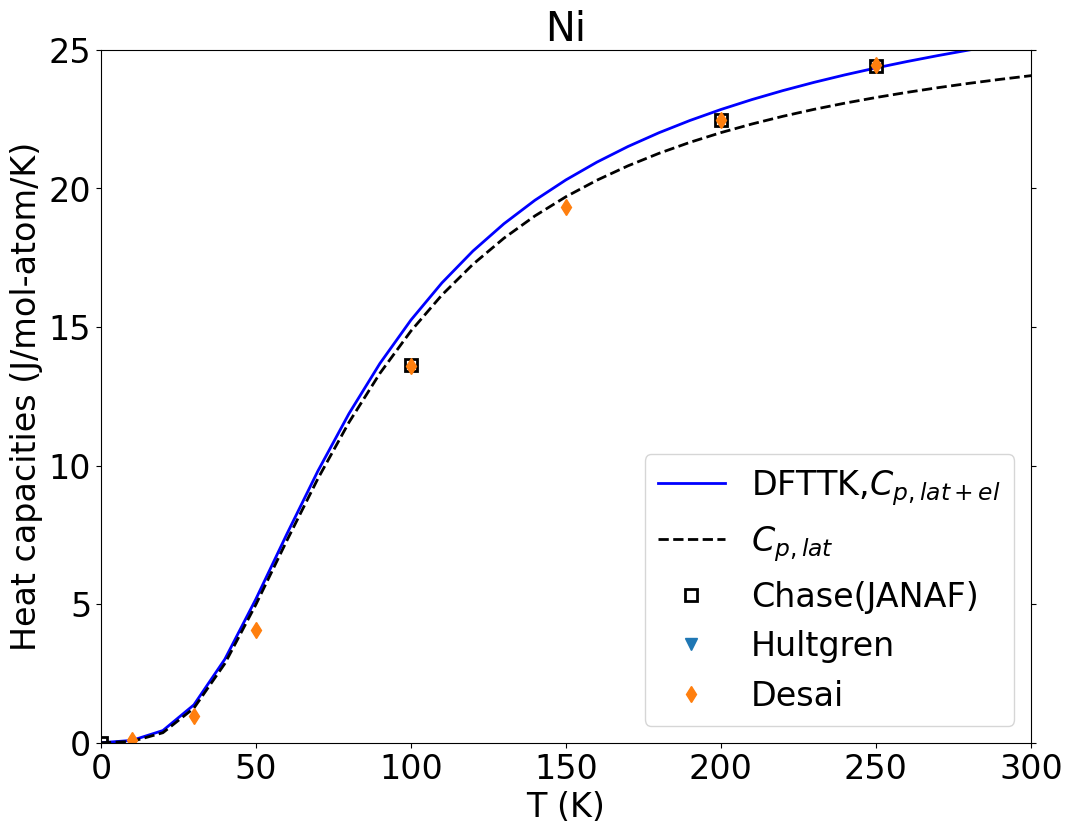 Ni
Heat capacities (J/mol-atom/K)
25
20
15
10
5
0
0 50 100 150 200 250 300
T (K)
DFTTK,C_{p, lat+el}
C_{p, lat}
Chase(JANAF)
Hultgren
Desai